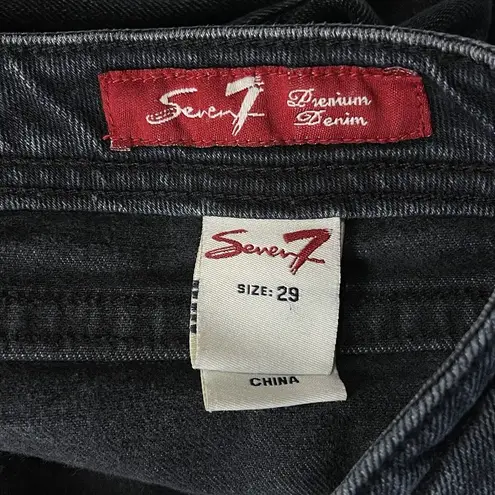 Seven7 Premium
Denim
Seven7
SIZE: 29
CHINA